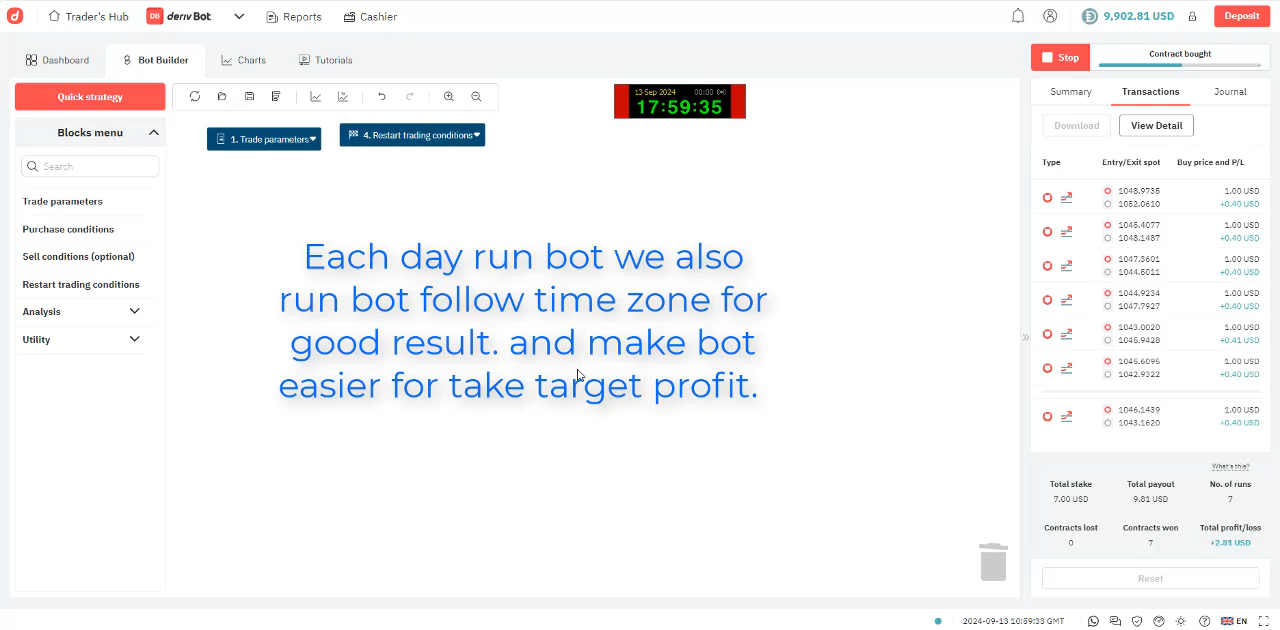 Trader's Hub
DB deriv Bot
Reports
Cashier
9,902.81 USD
Deposit
Dashboard
Bot Builder
Charts
Tutorials
Stop
Contract bought
Quick strategy
Blocks menu
Search
Trade parameters
Purchase conditions
Sell conditions (optional)
Restart trading conditions
Analysis
Utility
13 Sep 2024 00:00
17:59:35
1. Trade parameters
4. Restart trading conditions
Each day run bot we also
run bot follow time zone for
good result. and make bot
easier for take target profit.
Summary
Transactions
Journal
Download
View Detail
Type Entry/Exit spot Buy price and P/L
1048.9735 1.00 USD
1052.0610 +0.40 USD
1045.4077 1.00 USD
1048.1487 +0.40 USD
1047.3601 1.00 USD
1044.5011 +0.40 USD
1044.9234 1.00 USD
1047.7927 +0.40 USD
1043.0020 1.00 USD
1045.9428 +0.41 USD
1045.6095 1.00 USD
1042.9322 +0.40 USD
1046.1439 1.00 USD
1043.1620 +0.40 USD
What's this?
Total stake Total payout No. of runs
7.00 USD 9.81 USD 7
Contracts lost Contracts won Total profit/loss
0 7 +2.81 USD
Reset
2024-09-13 10:59:33 GMT
EN